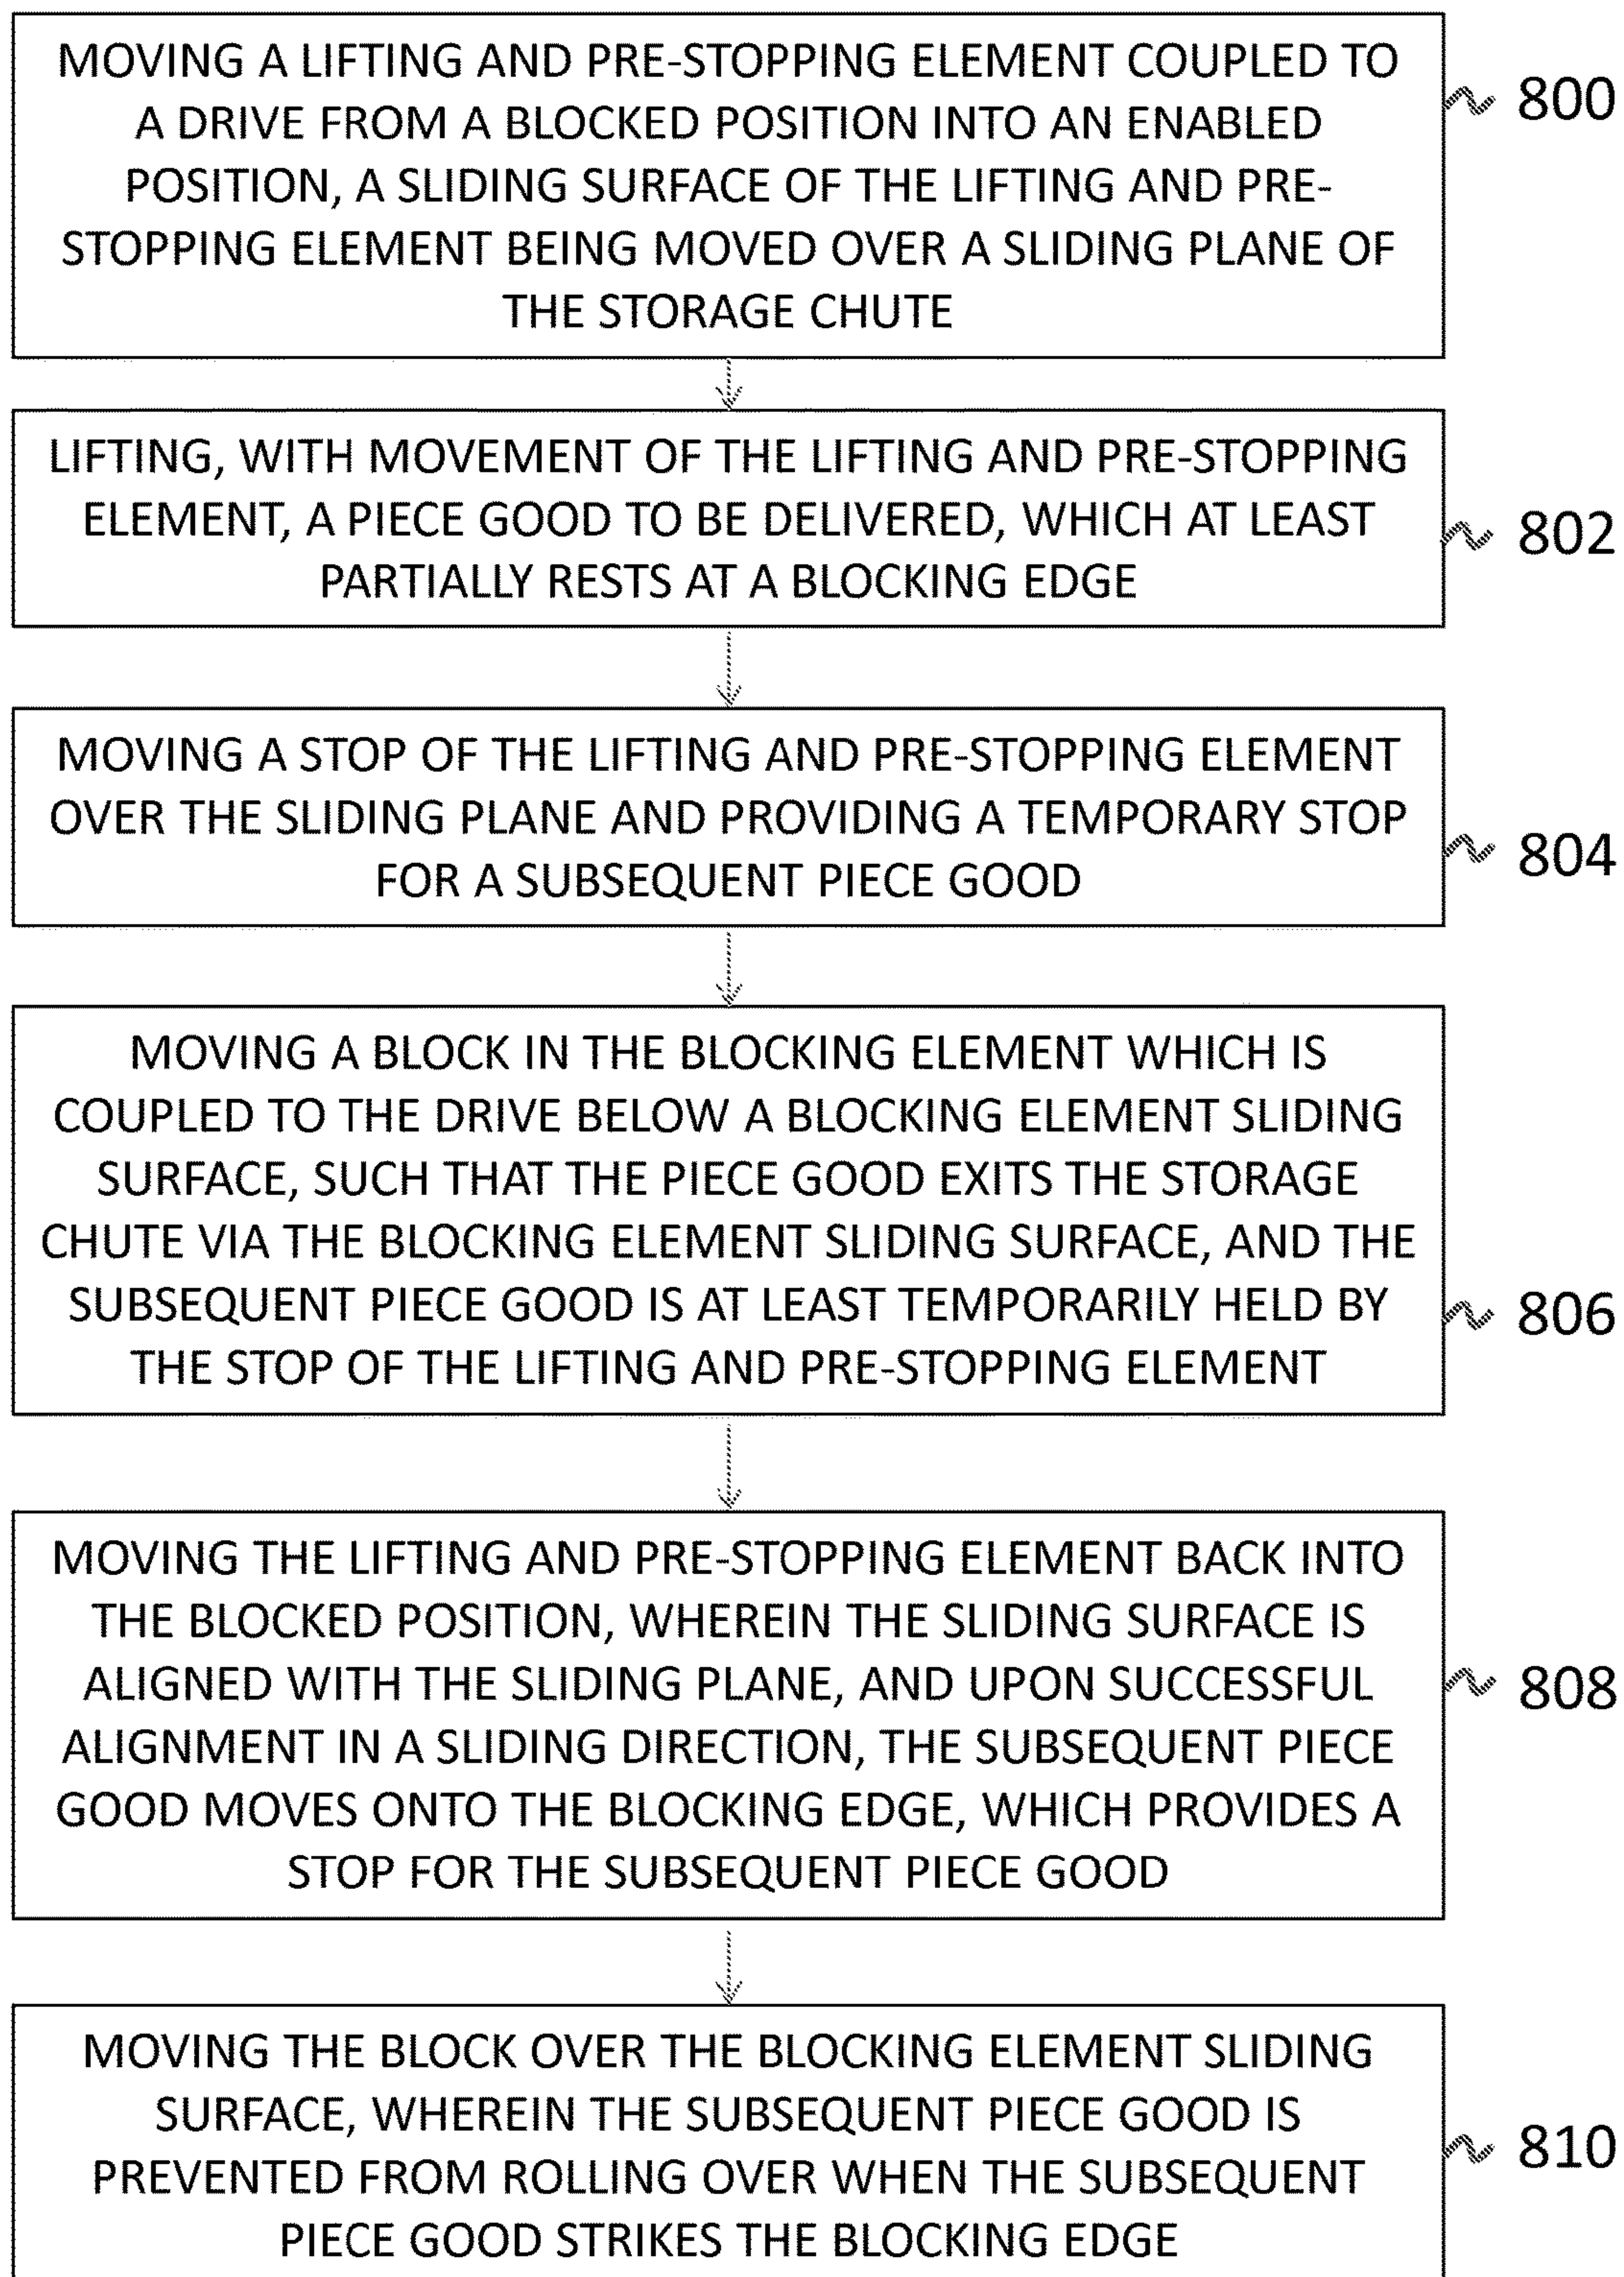 MOVING A LIFTING AND PRE-STOPPING ELEMENT COUPLED TO
A DRIVE FROM A BLOCKED POSITION INTO AN ENABLED
POSITION, A SLIDING SURFACE OF THE LIFTING AND PRE-
STOPPING ELEMENT BEING MOVED OVER A SLIDING PLANE OF
THE STORAGE CHUTE
800
LIFTING, WITH MOVEMENT OF THE LIFTING AND PRE-STOPPING
ELEMENT, A PIECE GOOD TO BE DELIVERED, WHICH AT LEAST
PARTIALLY RESTS AT A BLOCKING EDGE
802
MOVING A STOP OF THE LIFTING AND PRE-STOPPING ELEMENT
OVER THE SLIDING PLANE AND PROVIDING A TEMPORARY STOP
FOR A SUBSEQUENT PIECE GOOD
804
MOVING A BLOCK IN THE BLOCKING ELEMENT WHICH IS
COUPLED TO THE DRIVE BELOW A BLOCKING ELEMENT SLIDING
SURFACE, SUCH THAT THE PIECE GOOD EXITS THE STORAGE
CHUTE VIA THE BLOCKING ELEMENT SLIDING SURFACE, AND THE
SUBSEQUENT PIECE GOOD IS AT LEAST TEMPORARILY HELD BY
THE STOP OF THE LIFTING AND PRE-STOPPING ELEMENT
806
MOVING THE LIFTING AND PRE-STOPPING ELEMENT BACK INTO
THE BLOCKED POSITION, WHEREIN THE SLIDING SURFACE IS
ALIGNED WITH THE SLIDING PLANE, AND UPON SUCCESSFUL
ALIGNMENT IN A SLIDING DIRECTION, THE SUBSEQUENT PIECE
GOOD MOVES ONTO THE BLOCKING EDGE, WHICH PROVIDES A
STOP FOR THE SUBSEQUENT PIECE GOOD
808
MOVING THE BLOCK OVER THE BLOCKING ELEMENT SLIDING
SURFACE, WHEREIN THE SUBSEQUENT PIECE GOOD IS
PREVENTED FROM ROLLING OVER WHEN THE SUBSEQUENT
PIECE GOOD STRIKES THE BLOCKING EDGE
810